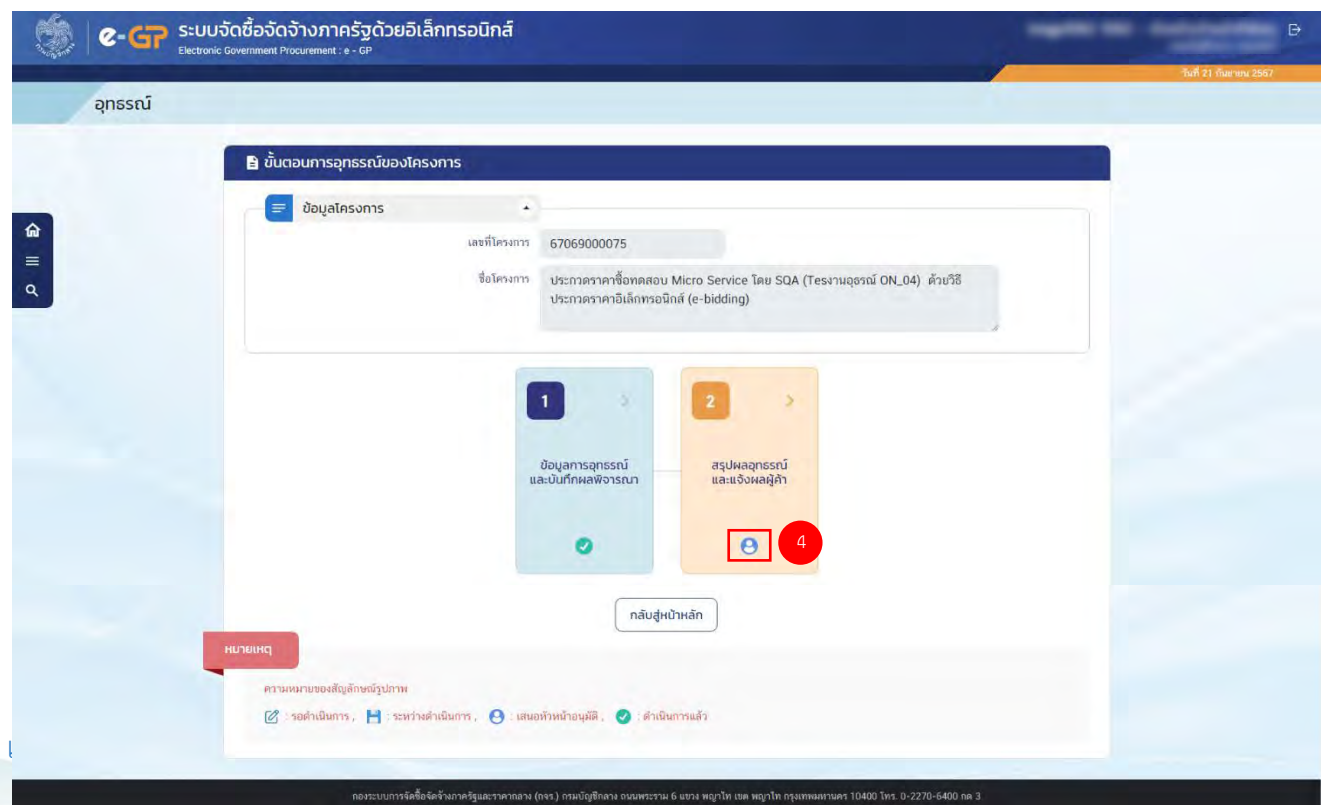 e-GP ระบบจัดซื้อจัดจ้างภาครัฐด้วยอิเล็กทรอนิกส์
Electronic Government Procurement : e - GP
วันที่ 21 กันยายน 2567
อุทธรณ์
ขั้นตอนการอุทธรณ์ของโครงการ
ข้อมูลโครงการ
เลขที่โครงการ 67069000075
ชื่อโครงการ ประกวดราคาซื้อทดสอบ Micro Service โดย SQA (Tesงานอุธรณ์ ON_04) ด้วยวิธี
ประกวดราคาอิเล็กทรอนิกส์ (e-bidding)
1
ข้อมูลการอุทธรณ์
และบันทึกผลพิจารณา
2
สรุปผลอุทธรณ์
และแจ้งผลผู้ค้า
4
กลับสู่หน้าหลัก
หมายเหตุ
ความหมายของสัญลักษณ์รูปภาพ
: รอดำเนินการ , : ระหว่างดำเนินการ , : เสนอหัวหน้าอนุมัติ , : ดำเนินการแล้ว
กองระบบการจัดซื้อจัดจ้างภาครัฐและราคากลาง (กจร.) กรมบัญชีกลาง ถนนพระราม 6 แขวง พญาไท เขต พญาไท กรุงเทพมหานคร 10400 โทร. 0-2270-6400 กด 3